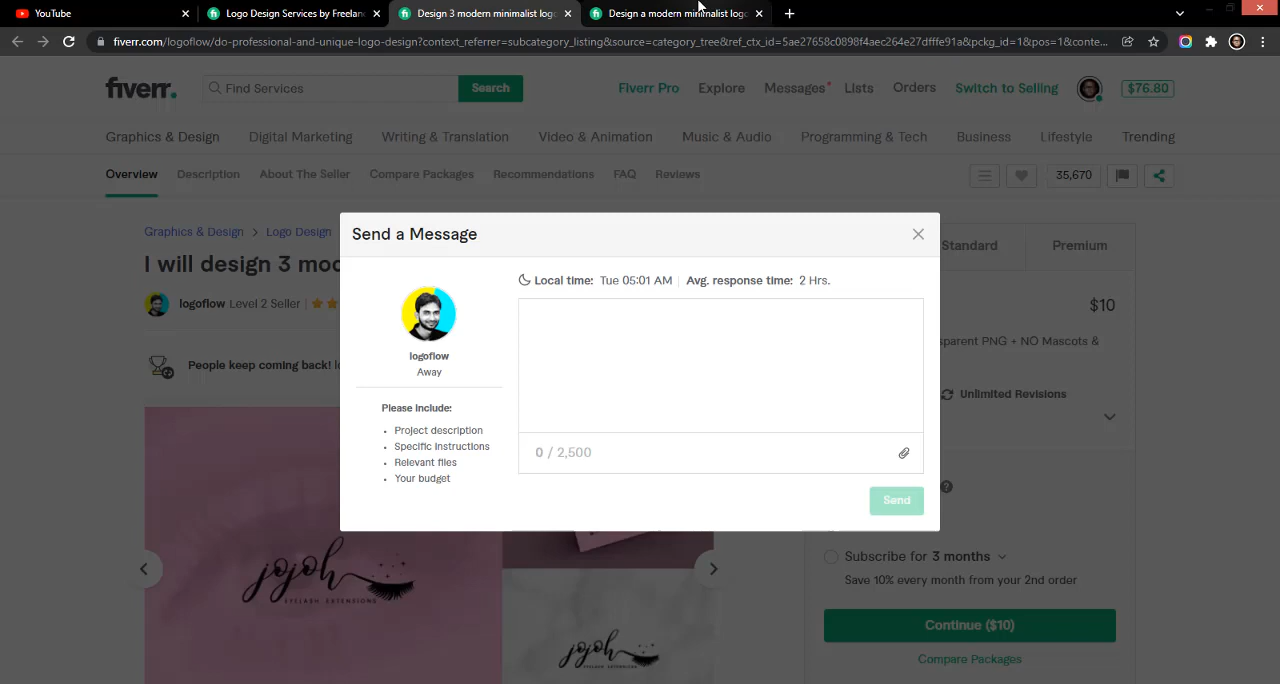 YouTube
Logo Design Services by Freelanc
Design 3 modern minimalist logo
Design a modern minimalist logo
fiverr.com/logoflow/do-professional-and-unique-logo-design?context_referrer=subcategory_listing&source=category_tree&ref_ctx_id=5ae27658c0898f4aec264e27dfffe91a&pckg_id=1&pos=1&conte...
fiverr.
Find Services
Search
Fiverr Pro
Explore
Messages
Lists
Orders
Switch to Selling
$76.80
Graphics & Design
Digital Marketing
Writing & Translation
Video & Animation
Music & Audio
Programming & Tech
Business
Lifestyle
Trending
Overview
Description
About The Seller
Compare Packages
Recommendations
FAQ
Reviews
35,670
Graphics & Design > Logo Design
I will design 3 mo
logoflow Level 2 Seller
People keep coming back! l
Standard
Premium
$10
sparent PNG + NO Mascots &
Unlimited Revisions
Send a Message
Local time: Tue 05:01 AM | Avg. response time: 2 Hrs.
logoflow
Away
Please include:
• Project description
• Specific instructions
• Relevant files
• Your budget
0 / 2,500
Send
jojoh
EYELASH EXTENSIONS
jojoh
EYELASH EXTENSIONS
Subscribe for 3 months
Save 10% every month from your 2nd order
Continue ($10)
Compare Packages